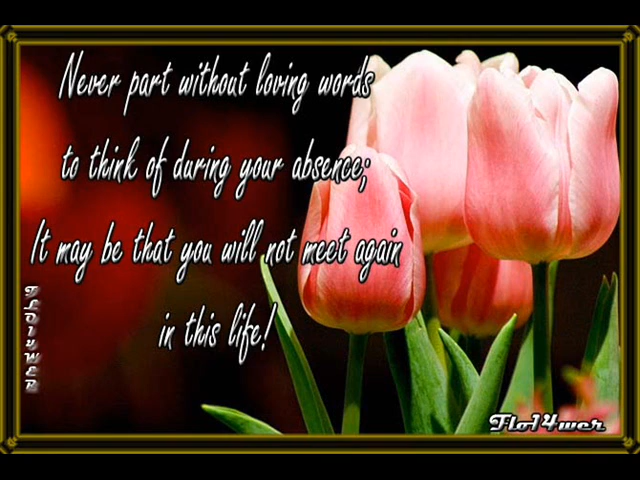 Never part without loving words
to think of during your absence;
It may be that you will not meet again
in this life!
Flo14wer